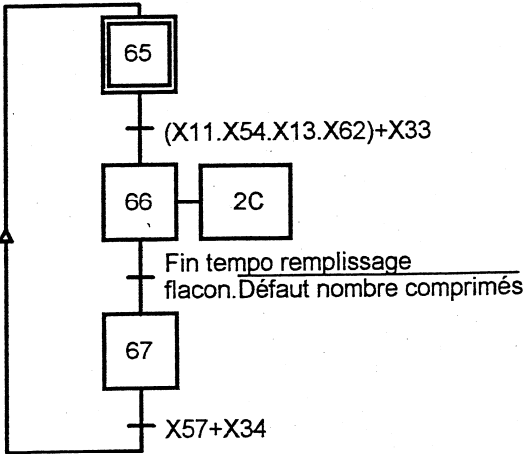 65
(X11.X54.X13.X62)+X33
66
2C
Fin tempo remplissage
flacon.Défaut nombre comprimés
67
X57+X34